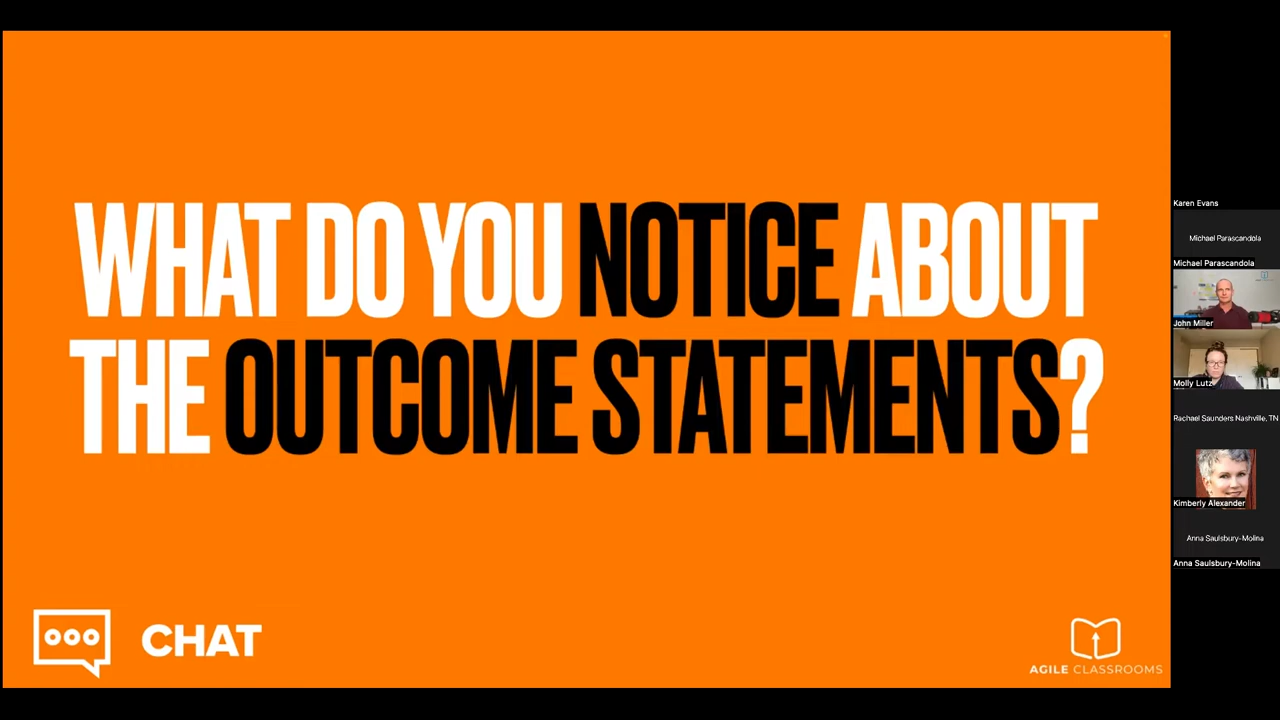 WHAT DO YOU NOTICE ABOUT
THE OUTCOME STATEMENTS?
CHAT
AGILE CLASSROOMS
Karen Evans
Michael Parascandola
Michael Parascandola
John Miller
Molly Lutz
Rachael Saunders Nashville, TN
Kimberly Alexander
Anna Saulsbury-Molina
Anna Saulsbury-Molina